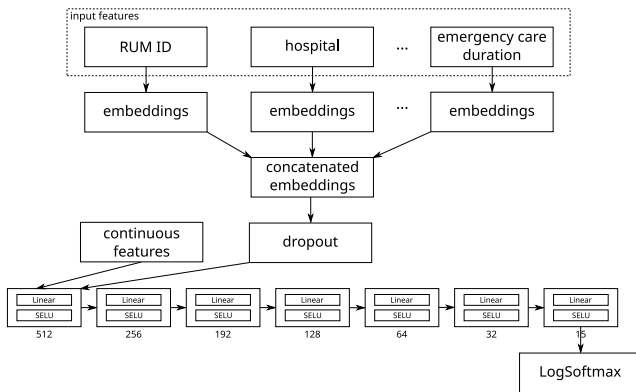 input features
RUM ID
hospital
...
emergency care
duration
embeddings
embeddings
...
embeddings
concatenated
embeddings
continuous
features
dropout
Linear
SELU
512
Linear
SELU
256
Linear
SELU
192
Linear
SELU
128
Linear
SELU
64
Linear
SELU
32
Linear
SELU
15
LogSoftmax